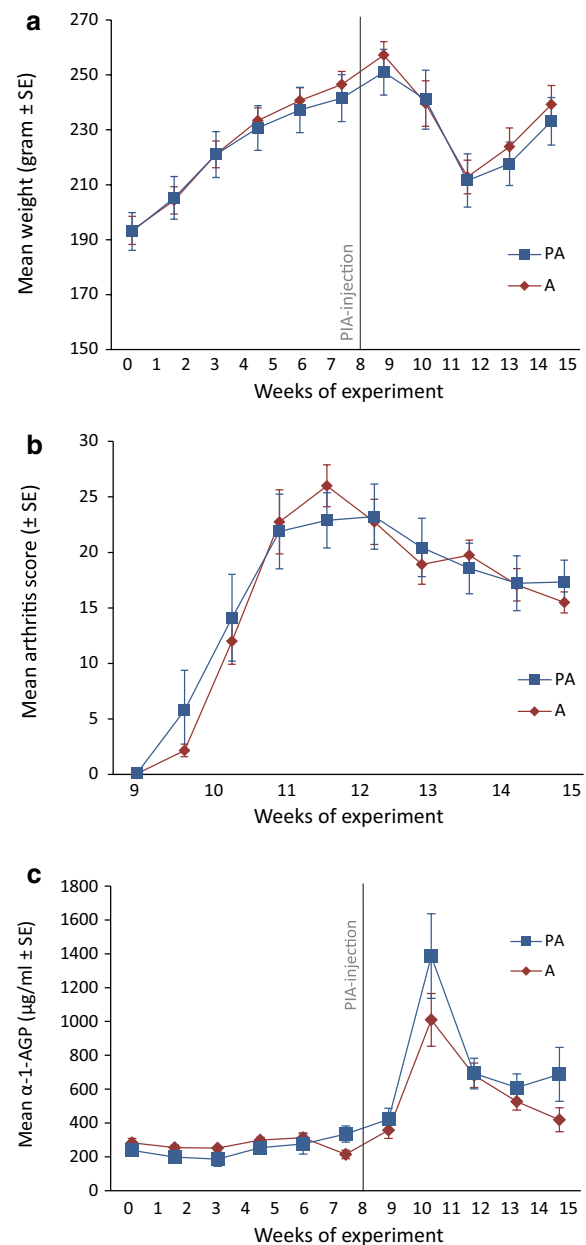 a
Mean weight (gram ± SE)
270
250
230
210
190
170
150
PIA-injection
PA
A
0 1 2 3 4 5 6 7 8 9 10 11 12 13 14 15
Weeks of experiment
b
Mean arthritis score (± SE)
30
25
20
15
10
5
0
PA
A
9 10 11 12 13 14 15
Weeks of experiment
c
Mean α-1-AGP (µg/ml ± SE)
1800
1600
1400
1200
1000
800
600
400
200
0
PIA-injection
PA
A
0 1 2 3 4 5 6 7 8 9 10 11 12 13 14 15
Weeks of experiment